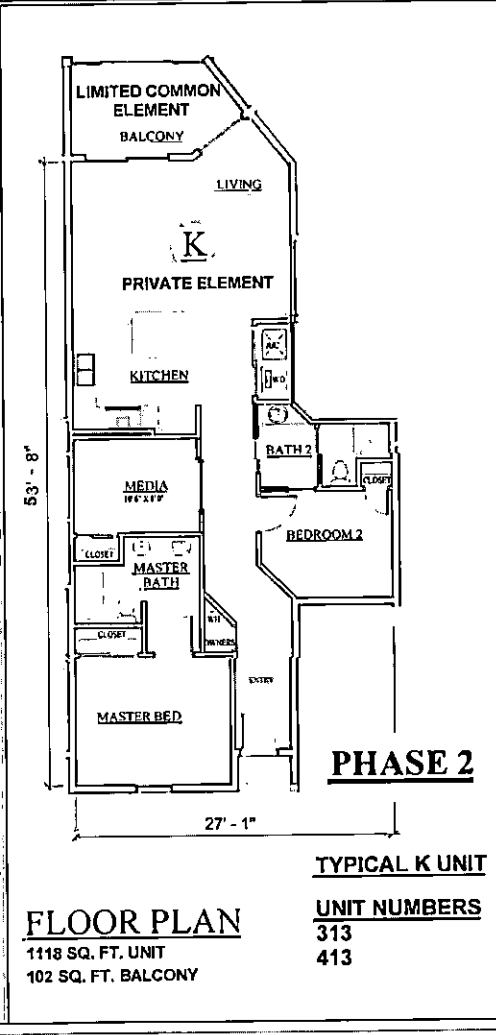 LIMITED COMMON
ELEMENT
BALCONY
LIVING
K
PRIVATE ELEMENT
KITCHEN
A/C
W/D
BATH 2
CLOSET
MEDIA
BEDROOM 2
CLOSET
MASTER
BATH
WH
OWNERS
CLOSET
ENTRY
MASTER BED
53' - 8"
27' - 1"
PHASE 2
TYPICAL K UNIT
UNIT NUMBERS
313
413
FLOOR PLAN
1118 SQ. FT. UNIT
102 SQ. FT. BALCONY